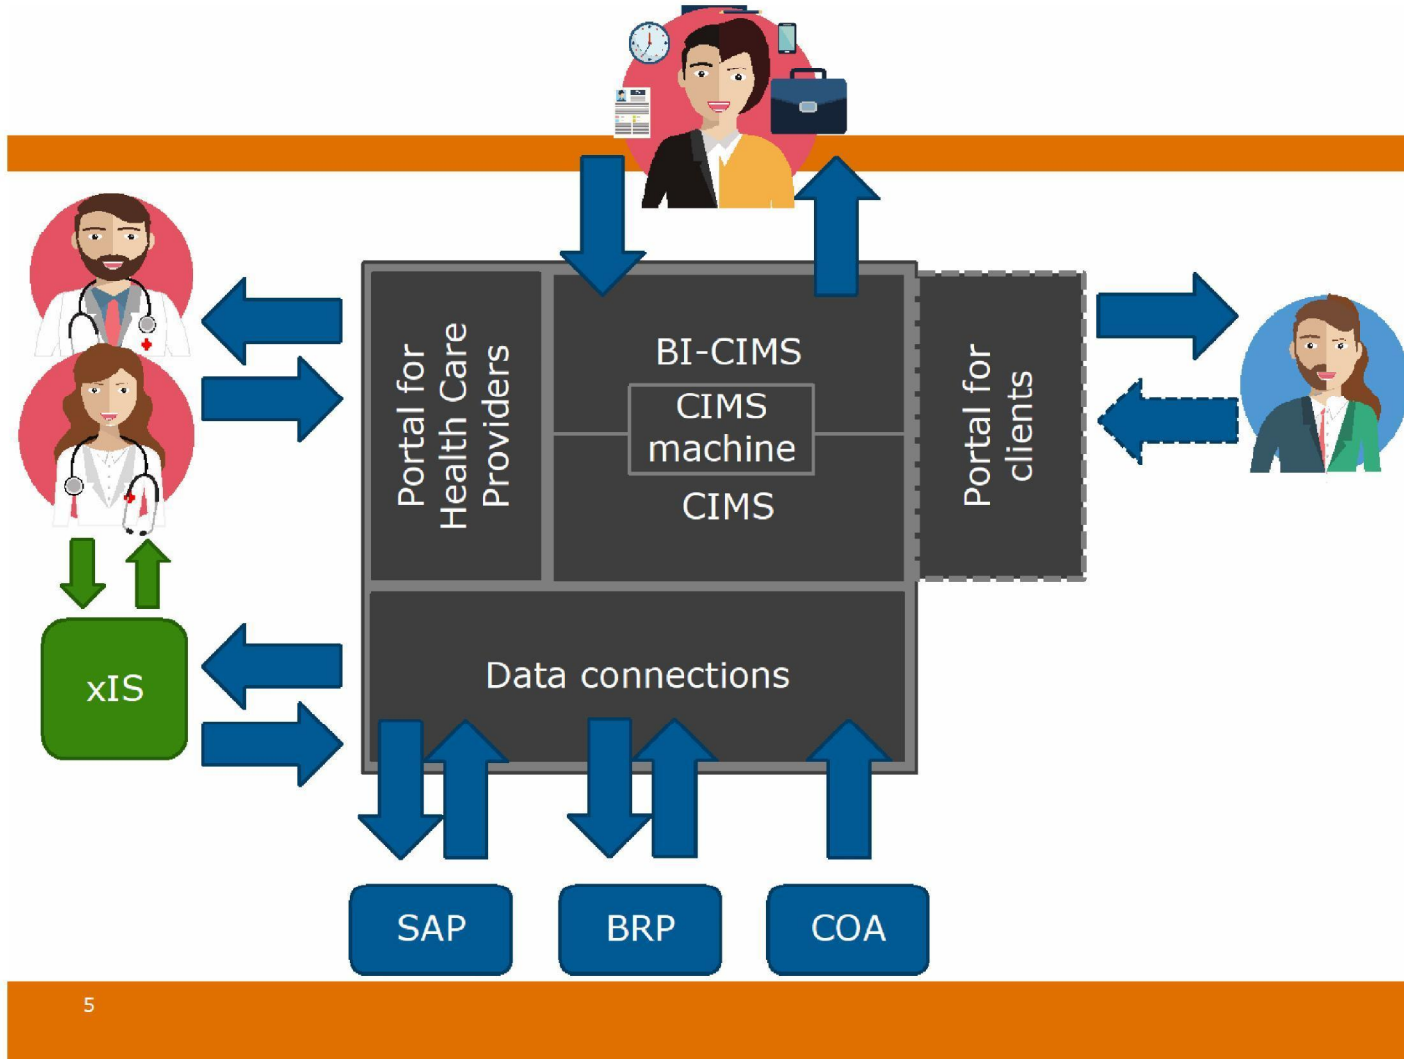 Portal for
Health Care
Providers
BI-CIMS
CIMS
machine
CIMS
Portal for
clients
xIS
Data connections
SAP
BRP
COA
5